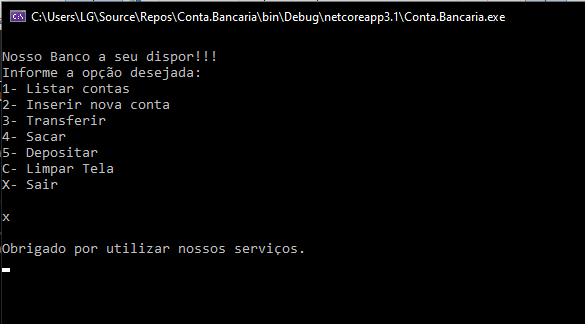 C:\Users\LG\Source\Repos\Conta.Bancaria\bin\Debug\netcoreapp3.1\Conta.Bancaria.exe
Nosso Banco a seu dispor!!!
Informe a opção desejada:
1- Listar contas
2- Inserir nova conta
3- Transferir
4- Sacar
5- Depositar
C- Limpar Tela
X- Sair
x
Obrigado por utilizar nossos serviços.